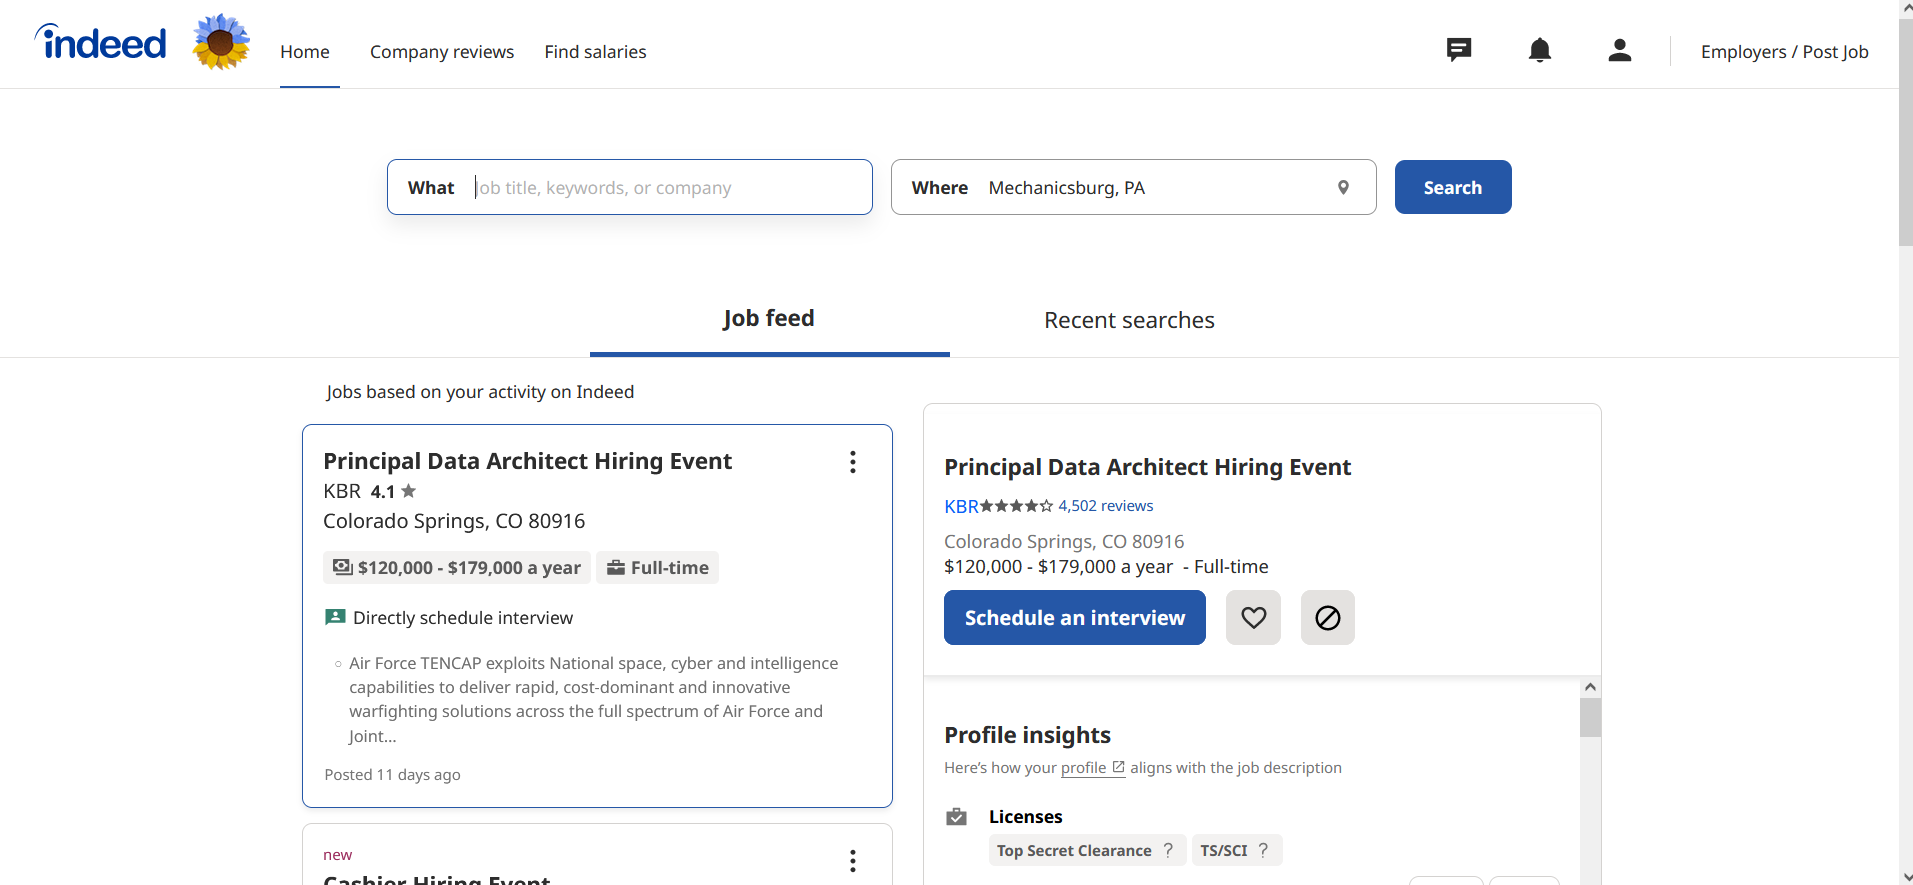 indeed
Home Company reviews Find salaries Employers / Post Job
What Job title, keywords, or company Where Mechanicsburg, PA Search
Job feed Recent searches
Jobs based on your activity on Indeed
Principal Data Architect Hiring Event
KBR 4.1
Colorado Springs, CO 80916
$120,000 - $179,000 a year Full-time
Directly schedule interview
Air Force TENCAP exploits National space, cyber and intelligence
capabilities to deliver rapid, cost-dominant and innovative
warfighting solutions across the full spectrum of Air Force and
Joint...
Posted 11 days ago
new
Cashier Hiring Event
Principal Data Architect Hiring Event
KBR 4,502 reviews
Colorado Springs, CO 80916
$120,000 - $179,000 a year - Full-time
Schedule an interview
Profile insights
Here's how your profile aligns with the job description
Licenses
Top Secret Clearance ? TS/SCI ?